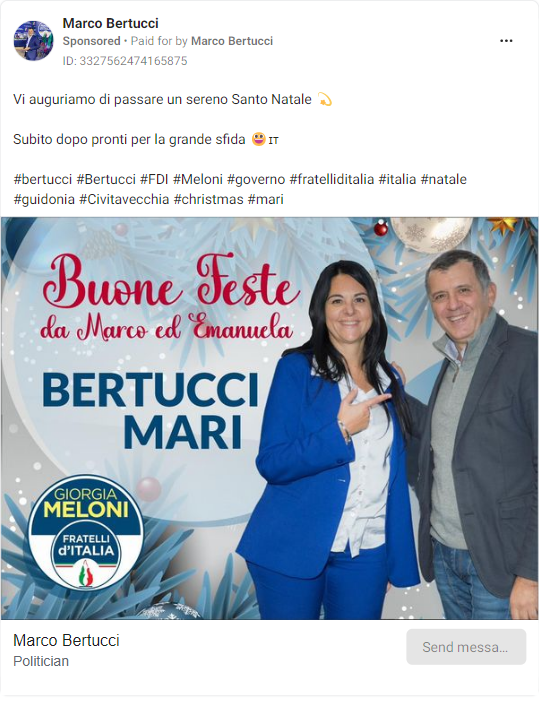 Marco Bertucci
Sponsored • Paid for by Marco Bertucci
ID: 3327562474165875
Vi auguriamo di passare un sereno Santo Natale 💫
Subito dopo pronti per la grande sfida 😃 IT
#bertucci #Bertucci #FDI #Meloni #governo #fratelliditalia #italia #natale
#guidonia #Civitavecchia #christmas #mari
Buone Feste
da Marco ed Emanuela
BERTUCCI
MARI
GIORGIA
MELONI
FRATELLI
d'ITALIA
Marco Bertucci
Politician
Send messa...